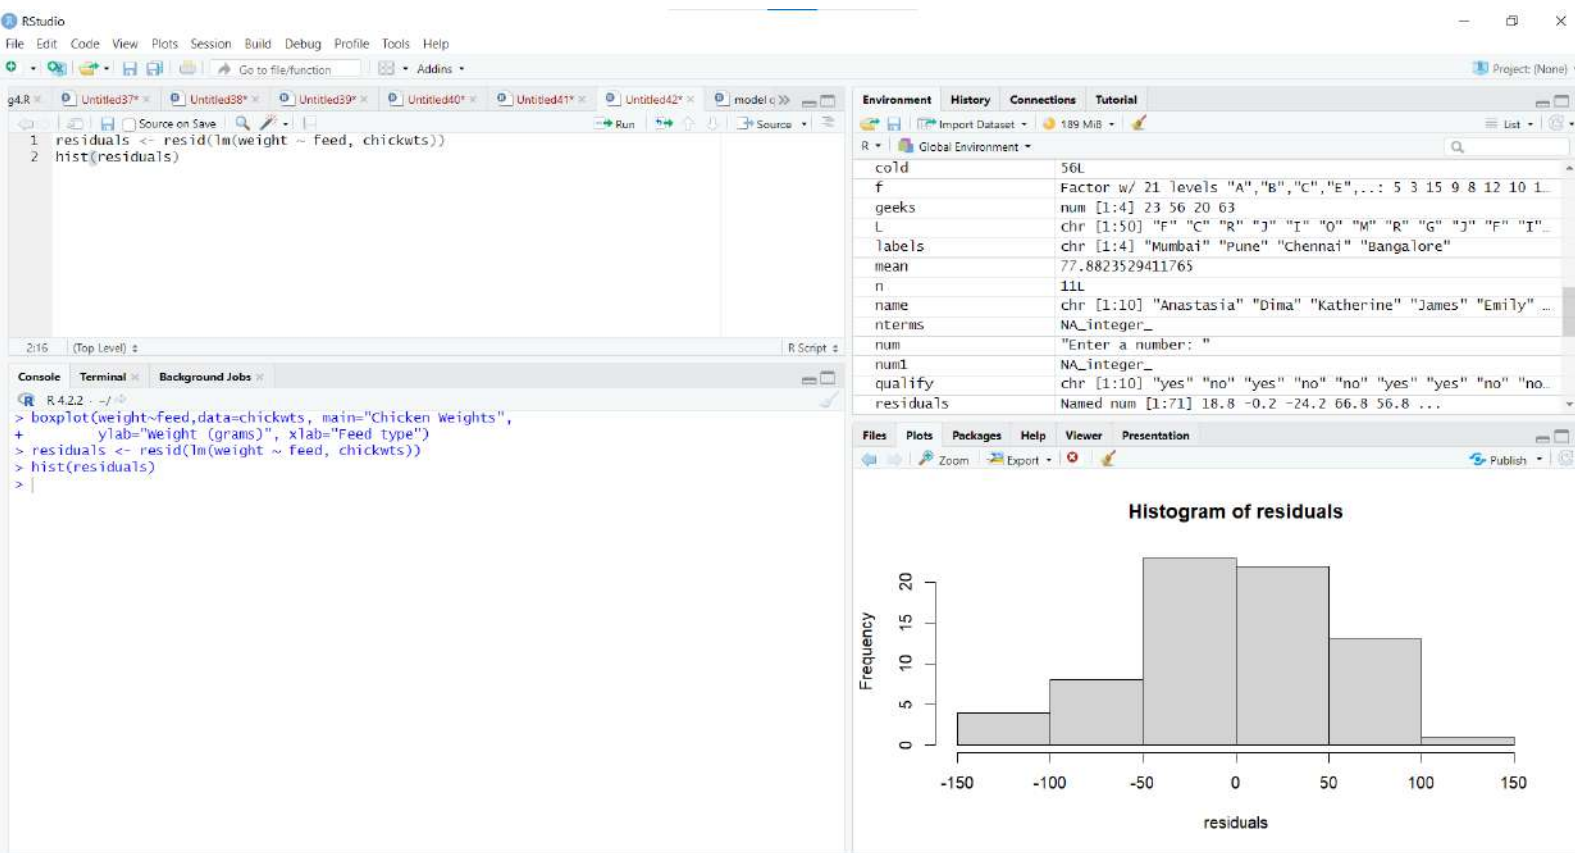 RStudio
File Edit Code View Plots Session Build Debug Profile Tools Help
Go to file/function Addins
Project: (None)
g4.R Untitled37* Untitled38* Untitled39* Untitled40* Untitled41* Untitled42* model q
Source on Save Run Source
1 residuals <- resid(lm(weight ~ feed, chickwts))
2 hist(residuals)
2:16 (Top Level) R Script
Console Terminal Background Jobs
R 4.2.2 · ~/
> boxplot(weight~feed,data=chickwts, main="Chicken Weights",
+ ylab="Weight (grams)", xlab="Feed type")
> residuals <- resid(lm(weight ~ feed, chickwts))
> hist(residuals)
>
Environment History Connections Tutorial
Import Dataset 189 MiB List
R Global Environment
cold 56L
f Factor w/ 21 levels "A","B","C","E",..: 5 3 15 9 8 12 10 1…
geeks num [1:4] 23 56 20 63
L chr [1:50] "F" "C" "R" "J" "I" "O" "M" "R" "G" "J" "F" "I"…
labels chr [1:4] "Mumbai" "Pune" "Chennai" "Bangalore"
mean 77.8823529411765
n 11L
name chr [1:10] "Anastasia" "Dima" "Katherine" "James" "Emily" …
nterms NA_integer_
num "Enter a number: "
num1 NA_integer_
qualify chr [1:10] "yes" "no" "yes" "no" "no" "yes" "yes" "no" "no…
residuals Named num [1:71] 18.8 -0.2 -24.2 66.8 56.8 ...
Files Plots Packages Help Viewer Presentation
Zoom Export Publish
Histogram of residuals
Frequency
20
15
10
5
0
-150 -100 -50 0 50 100 150
residuals